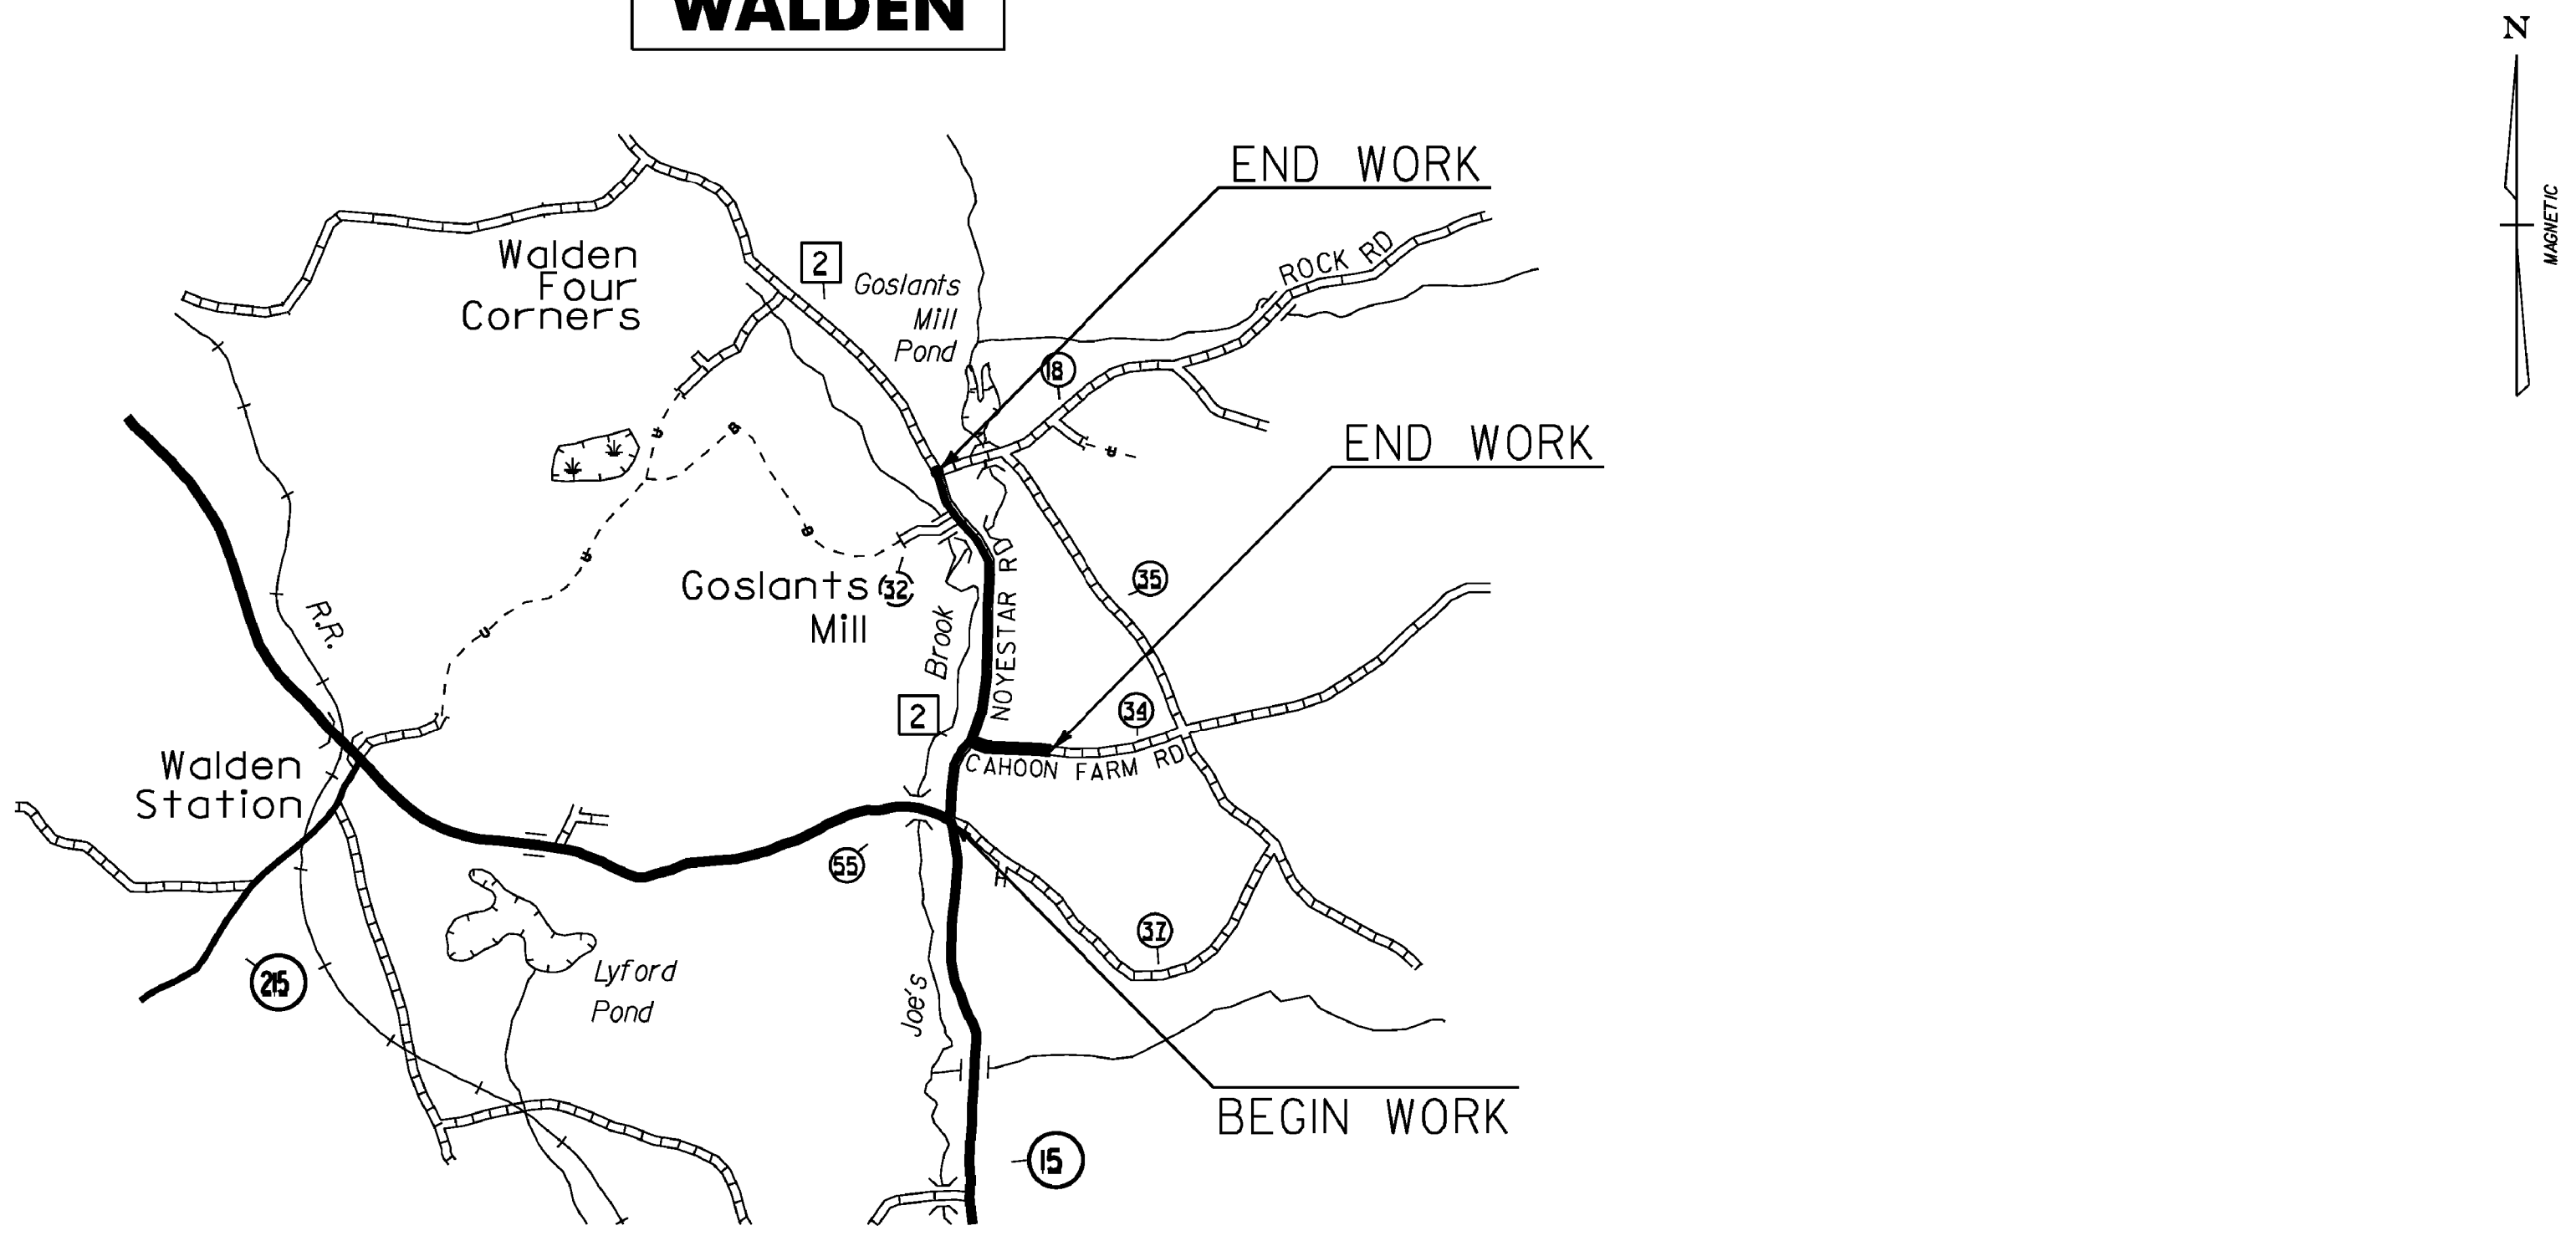 WALDEN
N
MAGNETIC
END WORK
ROCK RD
Walden
Four
Corners
2
Goslants
Mill
Pond
18
END WORK
NOYESTAR RD
35
Goslants
32
Mill
R.R.
Brook
2
34
CAHOON FARM RD
Walden
Station
55
37
215
Lyford
Pond
Joe's
BEGIN WORK
15